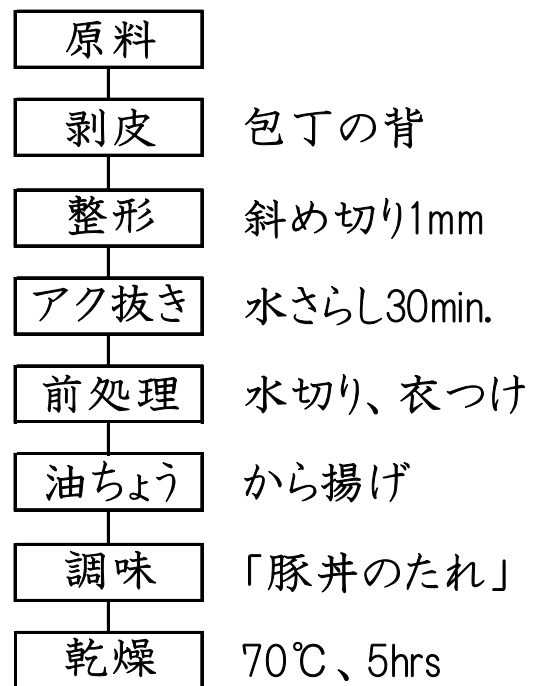 原料
剥皮 包丁の背
整形 斜め切り1mm
アク抜き 水さらし30min.
前処理 水切り、衣つけ
油ちょう から揚げ
調味 「豚丼のたれ」
乾燥 70℃、5hrs